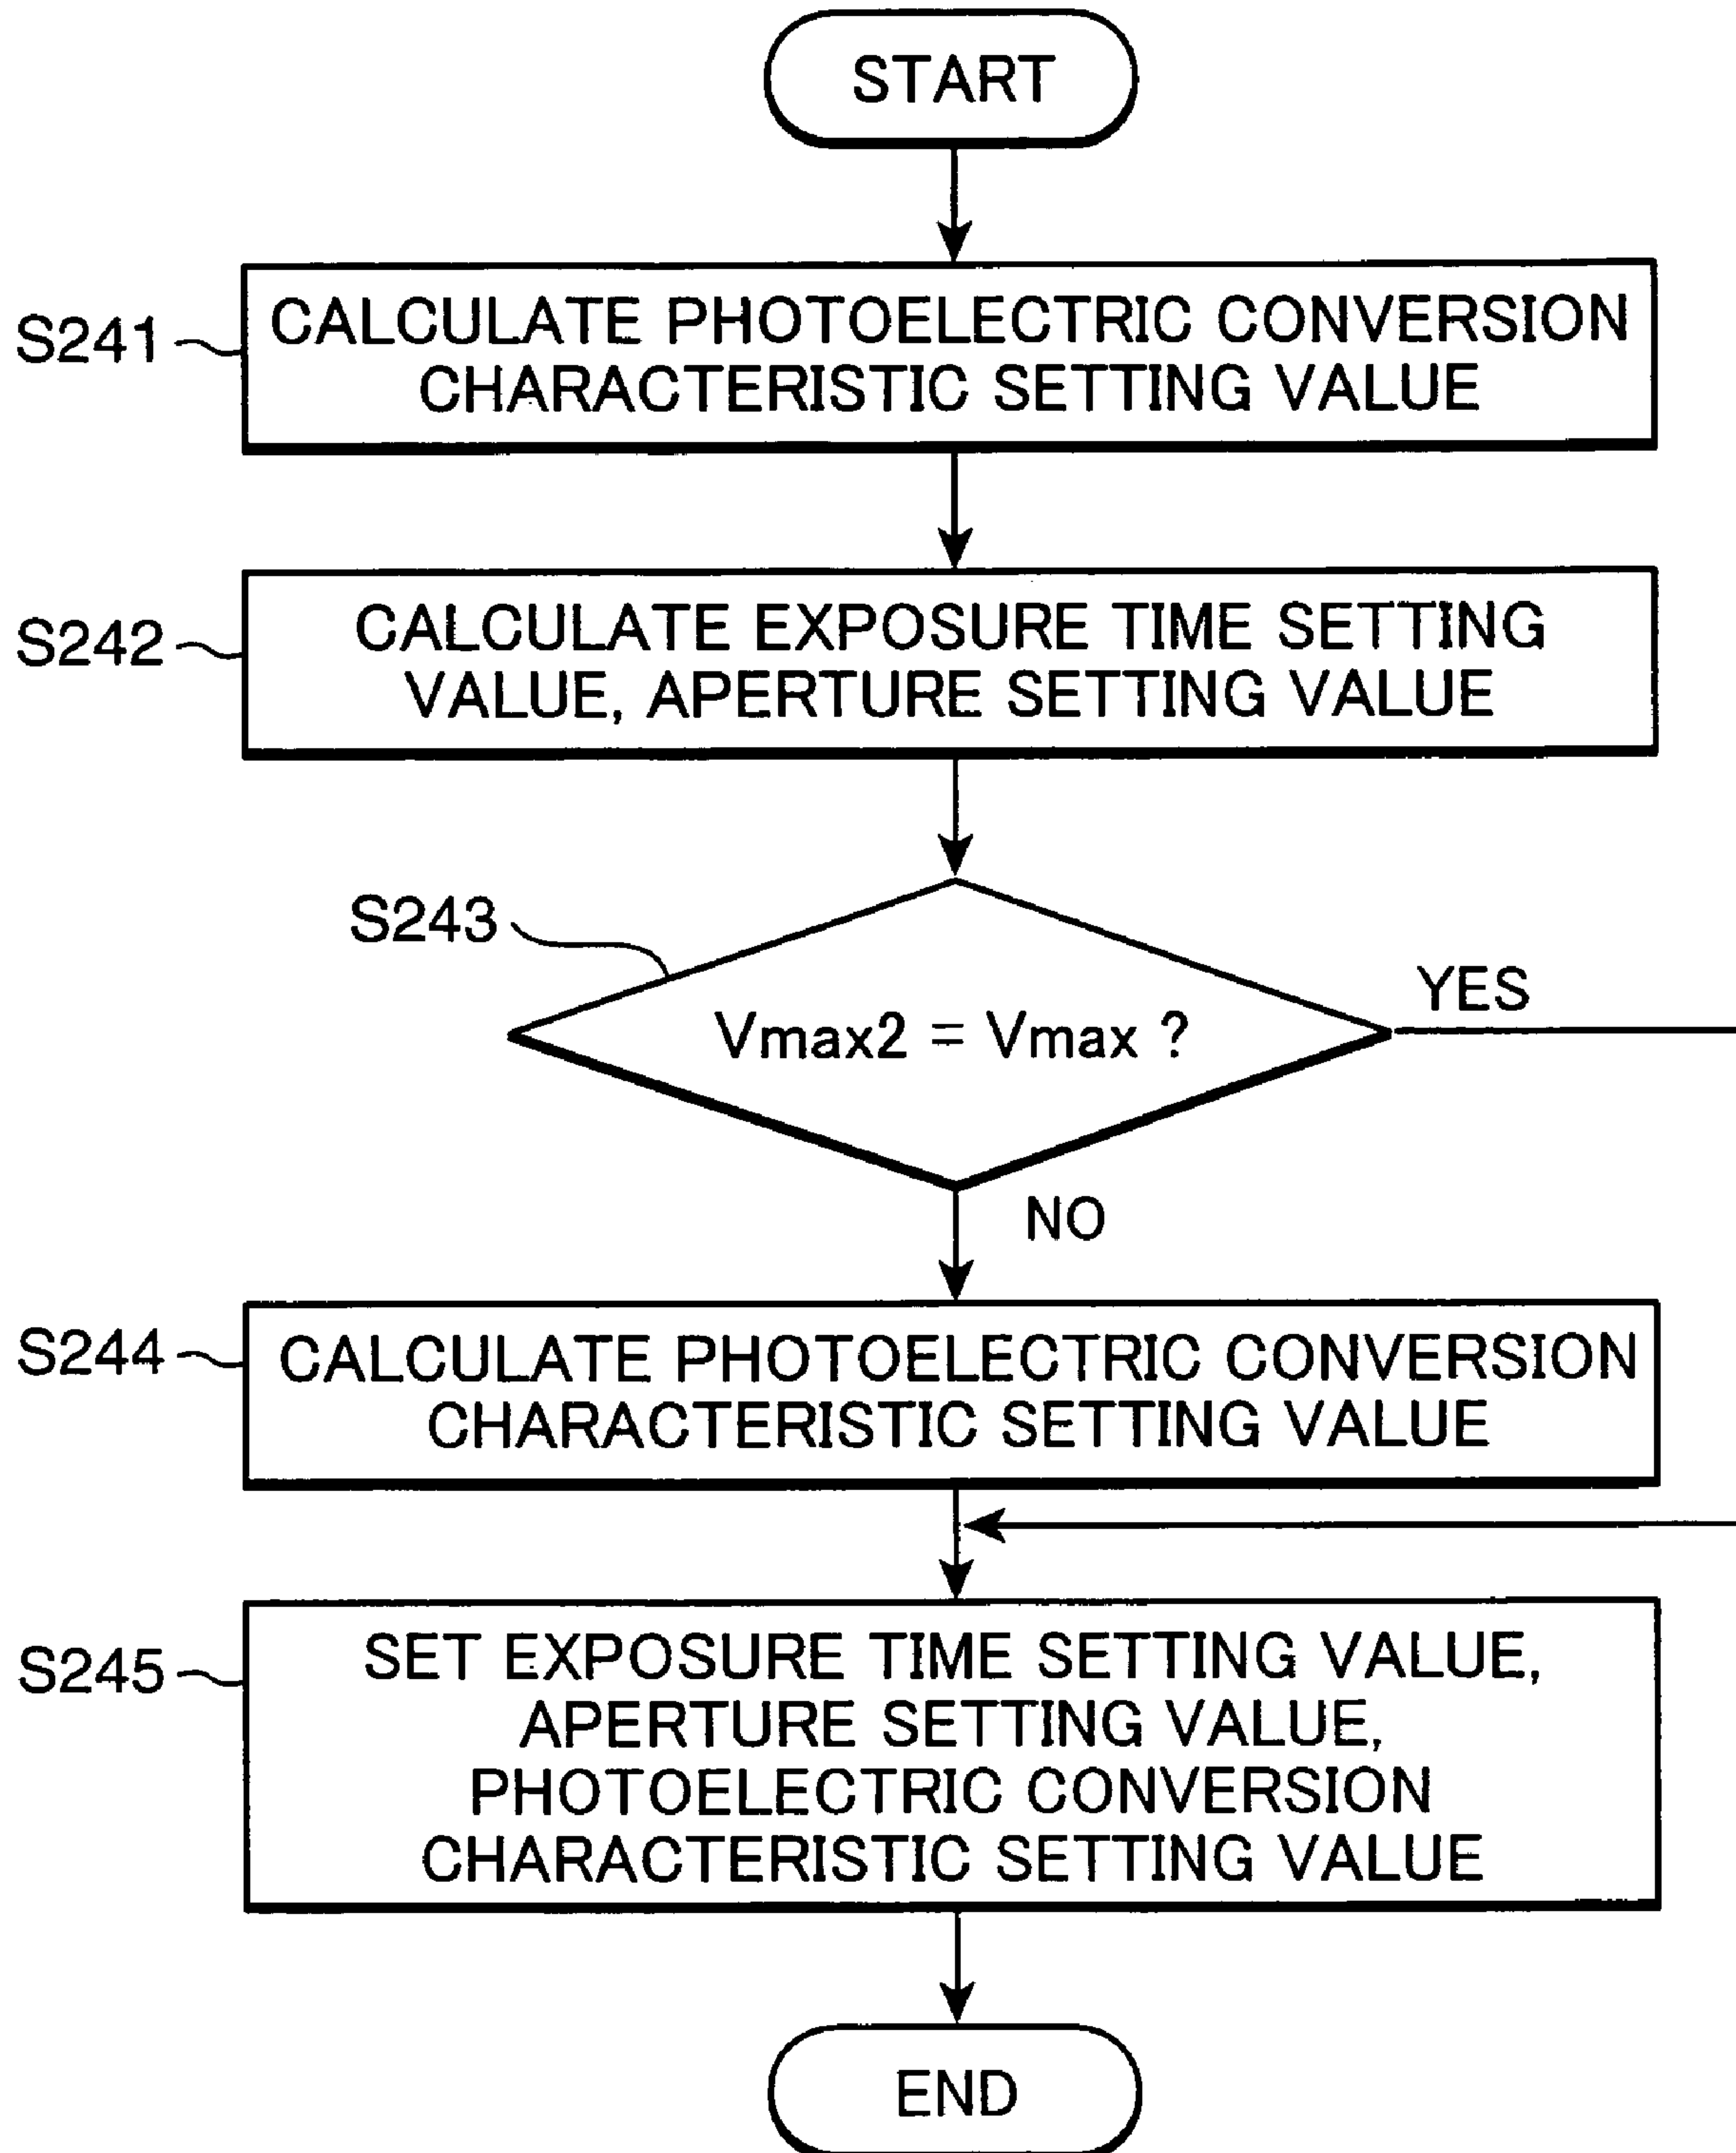 START
S241
CALCULATE PHOTOELECTRIC CONVERSION
CHARACTERISTIC SETTING VALUE
S242
CALCULATE EXPOSURE TIME SETTING
VALUE, APERTURE SETTING VALUE
S243
Vmax2 = Vmax ?
YES
NO
S244
CALCULATE PHOTOELECTRIC CONVERSION
CHARACTERISTIC SETTING VALUE
S245
SET EXPOSURE TIME SETTING VALUE,
APERTURE SETTING VALUE,
PHOTOELECTRIC CONVERSION
CHARACTERISTIC SETTING VALUE
END